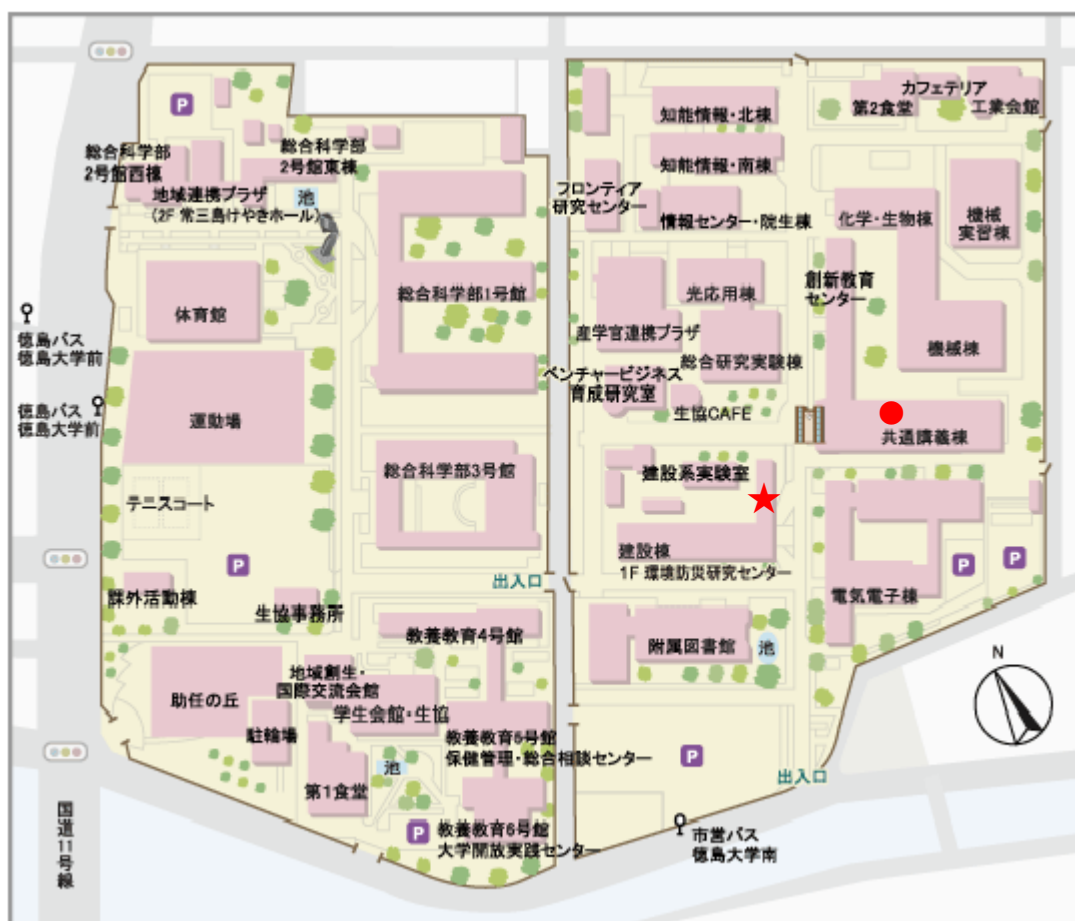 P
総合科学部
2号館西棟
総合科学部
2号館東棟
地域連携プラザ
(2F 常三島けやきホール)
池
体育館
総合科学部1号館
徳島バス
徳島大学前
徳島バス
徳島大学前
運動場
総合科学部3号館
テニスコート
P
出入口
課外活動棟
生協事務所
教養教育4号館
地域創生・
国際交流会館
助任の丘
学生会館・生協
駐輪場
教養教育5号館
保健管理・総合相談センター
池
第1食堂
P
教養教育6号館
大学開放実践センター
国道11号線
知能情報・北棟
カフェテリア
第2食堂
工業会館
知能情報・南棟
フロンティア
研究センター
情報センター・院生棟
化学・生物棟
機械
実習棟
創新教育
センター
光応用棟
産学官連携プラザ
総合研究実験棟
機械棟
ベンチャービジネス
育成研究室
生協CAFE
共通講義棟
建設系実験室
建設棟
1F 環境防災研究センター
P
P
電気電子棟
附属図書館
池
N
P
出入口
市営バス
徳島大学南